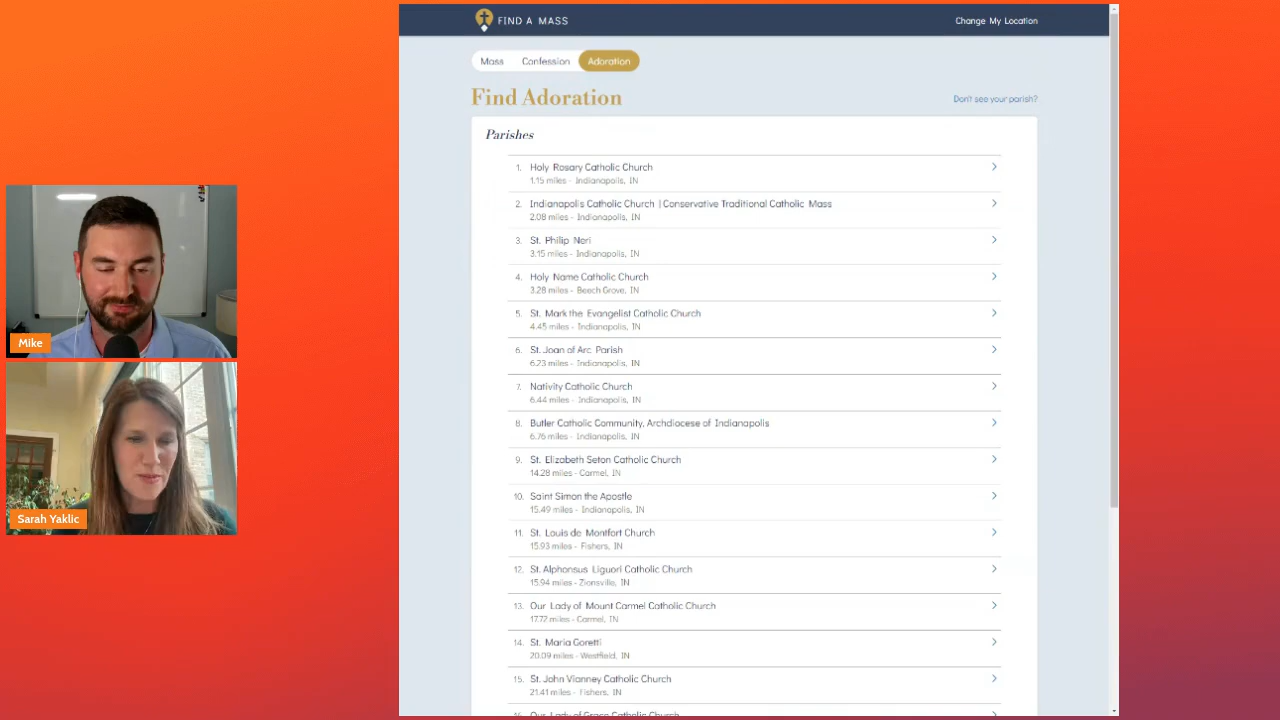 FIND A MASS
Change My Location
Mass
Confession
Adoration
Find Adoration
Don't see your parish?
Parishes
1. Holy Rosary Catholic Church
1.15 miles - Indianapolis, IN
2. Indianapolis Catholic Church | Conservative Traditional Catholic Mass
2.08 miles - Indianapolis, IN
3. St. Philip Neri
3.15 miles - Indianapolis, IN
4. Holy Name Catholic Church
3.28 miles - Beech Grove, IN
5. St. Mark the Evangelist Catholic Church
4.45 miles - Indianapolis, IN
6. St. Joan of Arc Parish
6.23 miles - Indianapolis, IN
7. Nativity Catholic Church
6.44 miles - Indianapolis, IN
8. Butler Catholic Community, Archdiocese of Indianapolis
6.76 miles - Indianapolis, IN
9. St. Elizabeth Seton Catholic Church
14.28 miles - Carmel, IN
10. Saint Simon the Apostle
15.49 miles - Indianapolis, IN
11. St. Louis de Montfort Church
15.93 miles - Fishers, IN
12. St. Alphonsus Liguori Catholic Church
15.94 miles - Zionsville, IN
13. Our Lady of Mount Carmel Catholic Church
17.72 miles - Carmel, IN
14. St. Maria Goretti
20.09 miles - Westfield, IN
15. St. John Vianney Catholic Church
21.41 miles - Fishers, IN
Our Lady of Grace Catholic Church
Mike
Sarah Yaklic